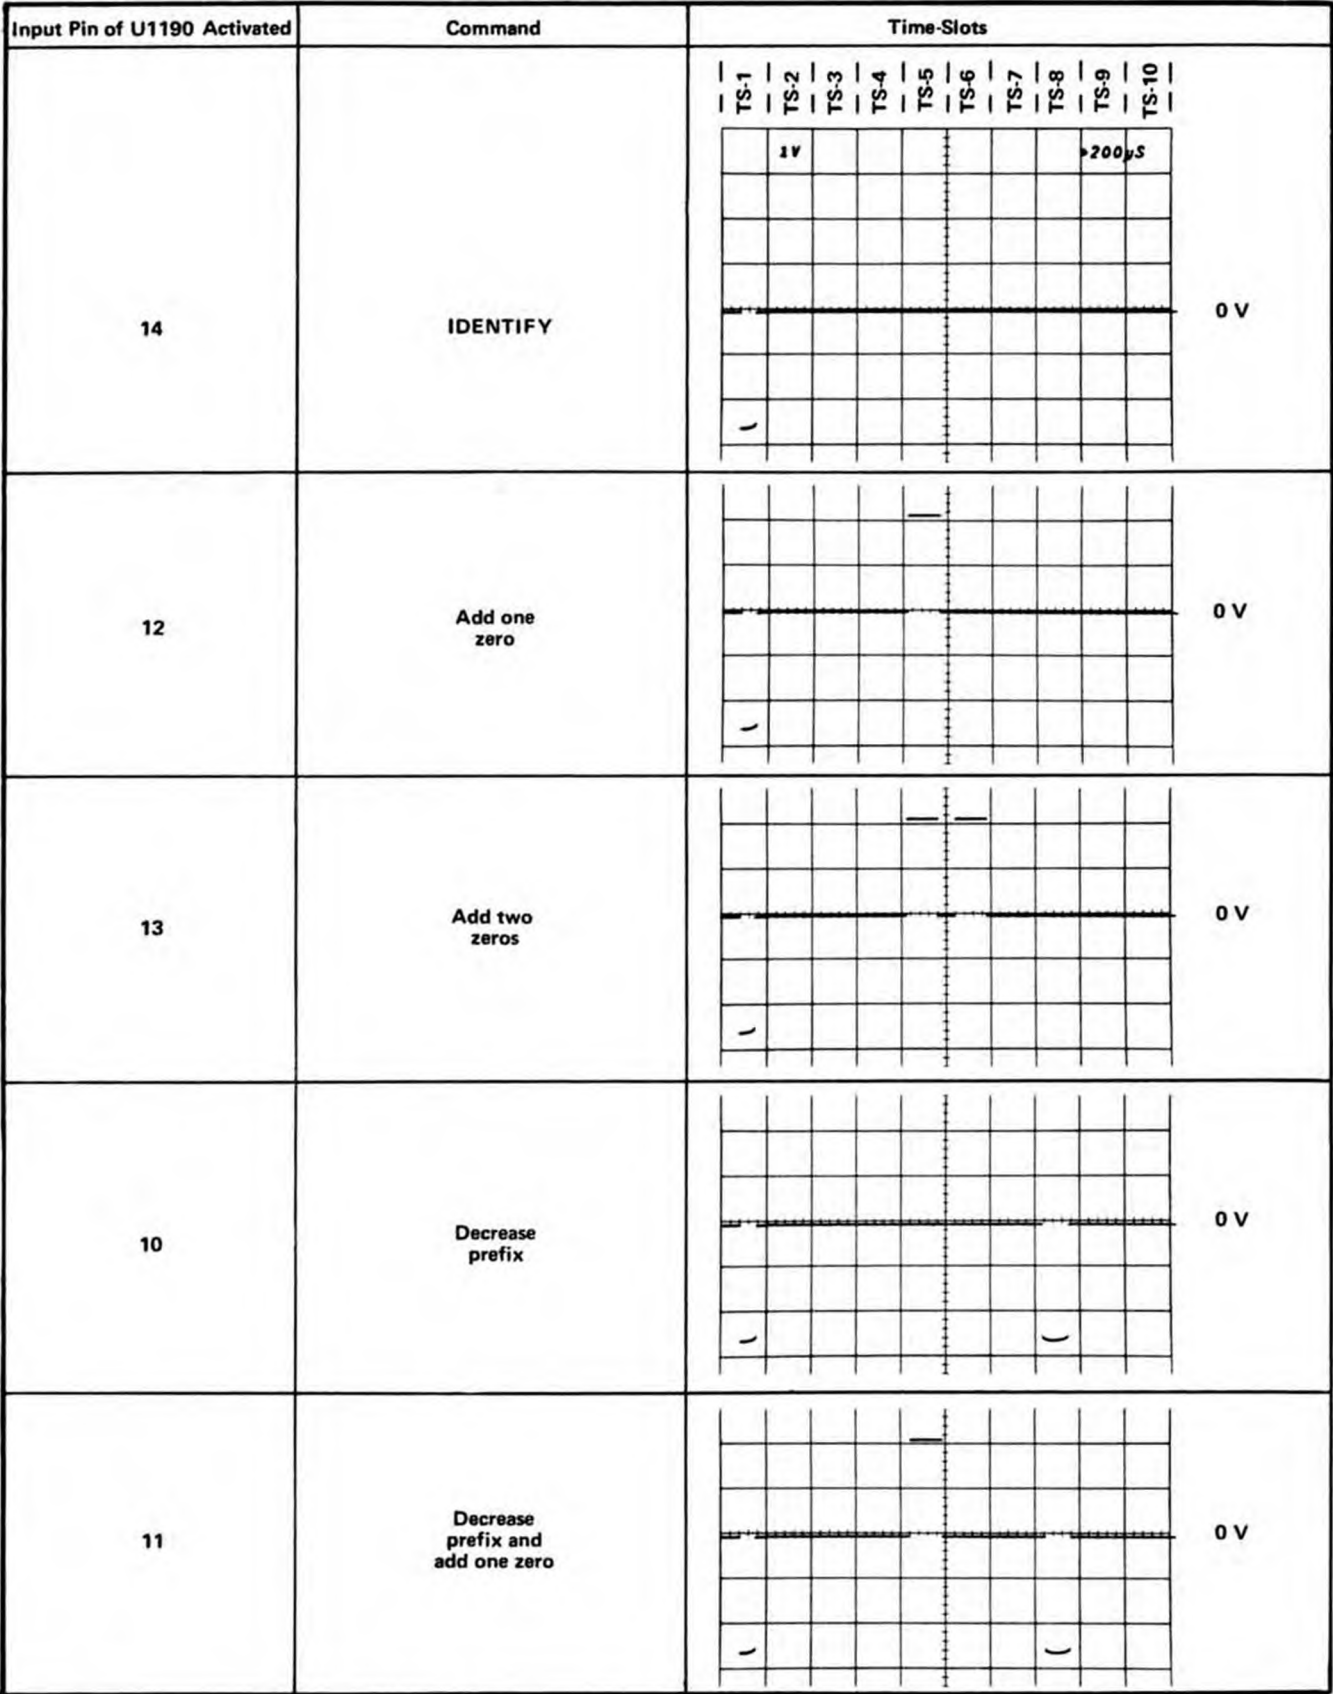 Input Pin of U1190 Activated
Command
Time-Slots
TS-1
TS-2
TS-3
TS-4
TS-5
TS-6
TS-7
TS-8
TS-9
TS-10
1V
200µS
14
IDENTIFY
0 V
12
Add one
zero
0 V
13
Add two
zeros
0 V
10
Decrease
prefix
0 V
11
Decrease
prefix and
add one zero
0 V